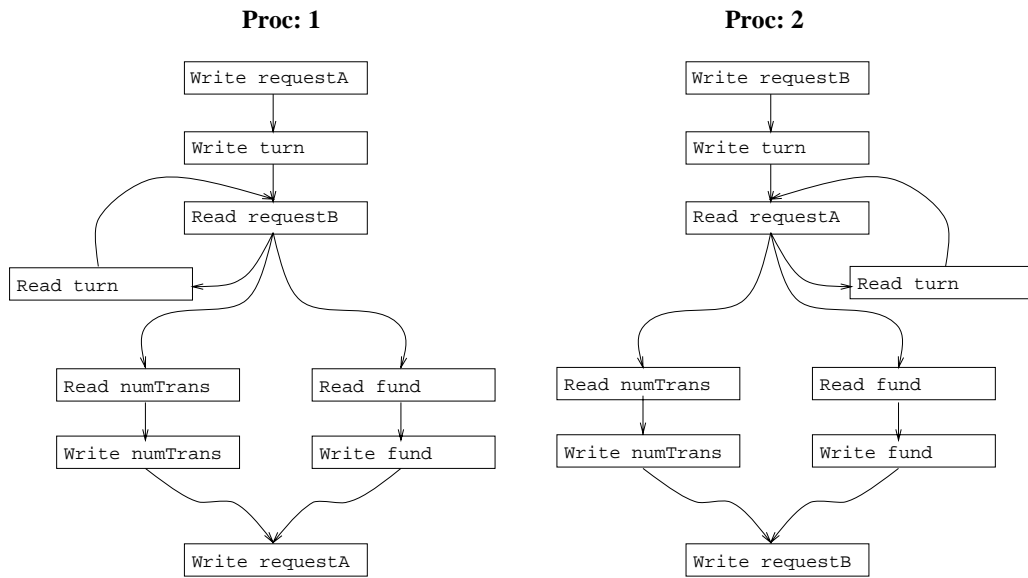 Proc: 1
Write requestA
Write turn
Read requestB
Read turn
Read numTrans
Read fund
Write numTrans
Write fund
Write requestA
Proc: 2
Write requestB
Write turn
Read requestA
Read turn
Read numTrans
Read fund
Write numTrans
Write fund
Write requestB